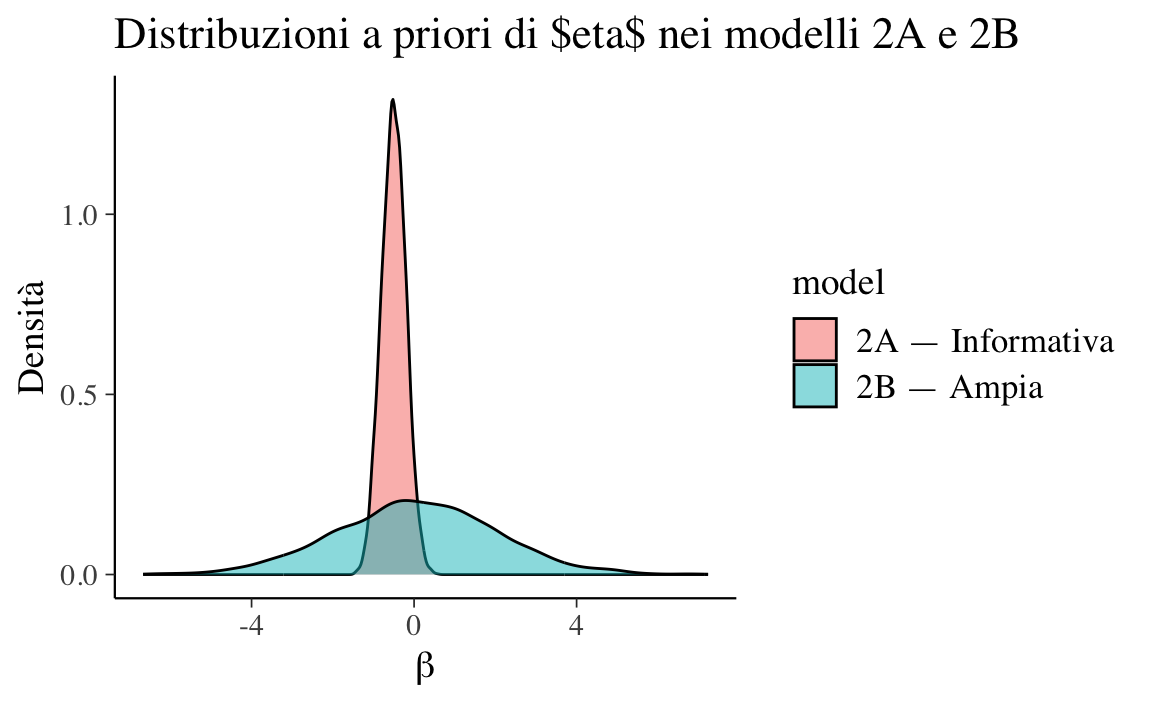 Distribuzioni a priori di $eta$ nei modelli 2A e 2B
Densità
1.0
0.5
0.0
-4
0
4
β
model
2A — Informativa
2B — Ampia